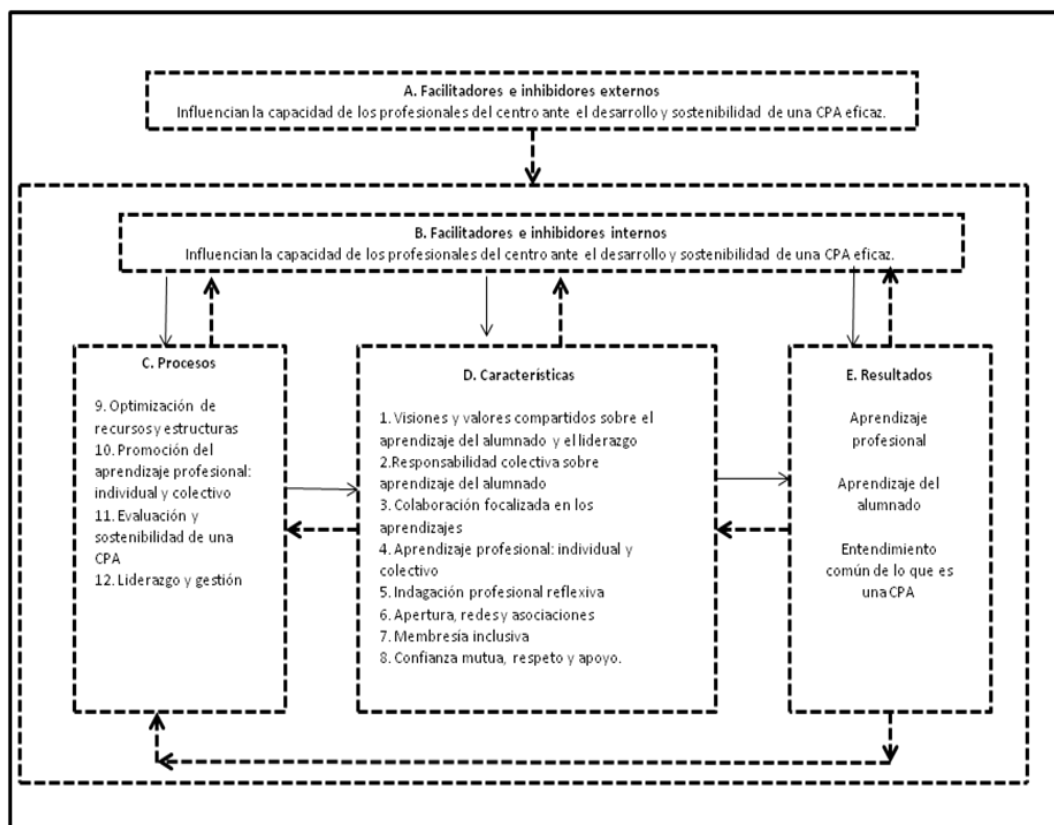 A. Facilitadores e inhibidores externos
Influencian la capacidad de los profesionales del centro ante el desarrollo y sostenibilidad de una CPA eficaz.
B. Facilitadores e inhibidores internos
Influencian la capacidad de los profesionales del centro ante el desarrollo y sostenibilidad de una CPA eficaz.
C. Procesos
9. Optimización de
recursos y estructuras
10. Promoción del
aprendizaje profesional:
individual y colectivo
11. Evaluación y
sostenibilidad de una
CPA
12. Liderazgo y gestión
D. Características
1. Visiones y valores compartidos sobre el
aprendizaje del alumnado y el liderazgo
2.Responsabilidad colectiva sobre
aprendizaje del alumnado
3. Colaboración focalizada en los
aprendizajes
4. Aprendizaje profesional: individual y
colectivo
5. Indagación profesional reflexiva
6. Apertura, redes y asociaciones
7. Membresía inclusiva
8. Confianza mutua, respeto y apoyo.
E. Resultados
Aprendizaje
profesional
Aprendizaje del
alumnado
Entendimiento
común de lo que es
una CPA